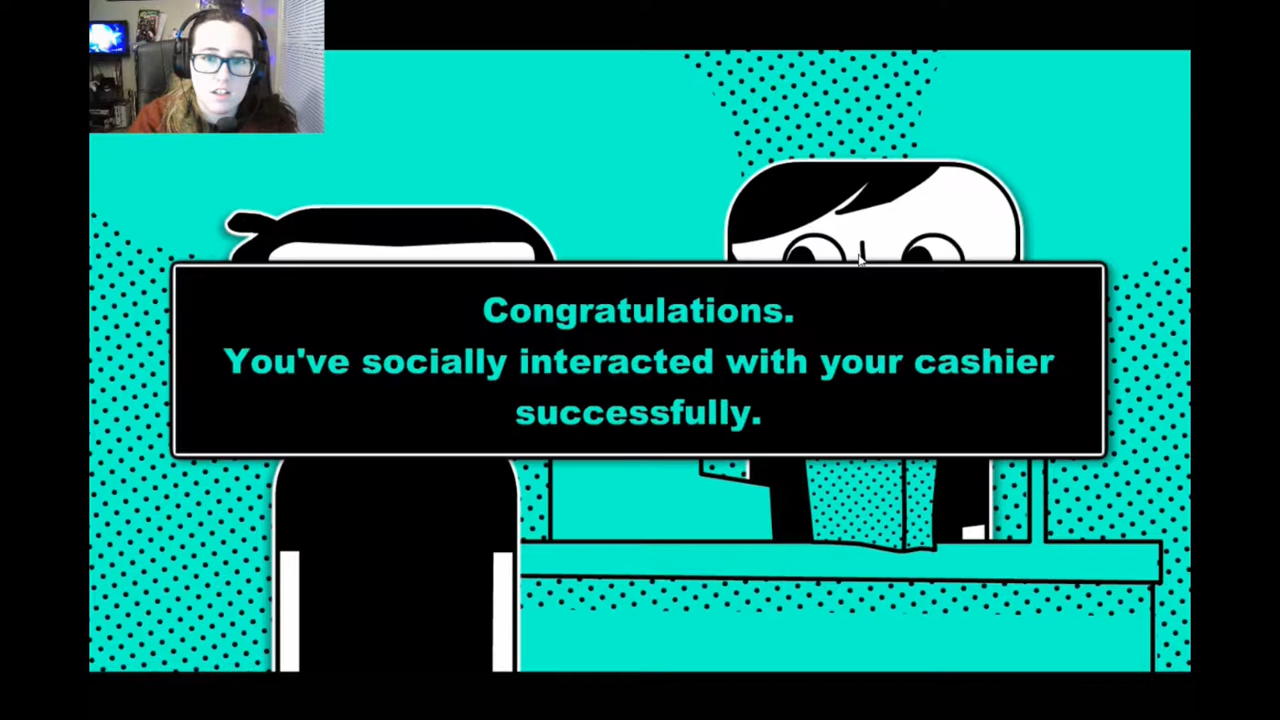 Congratulations.
You've socially interacted with your cashier
successfully.